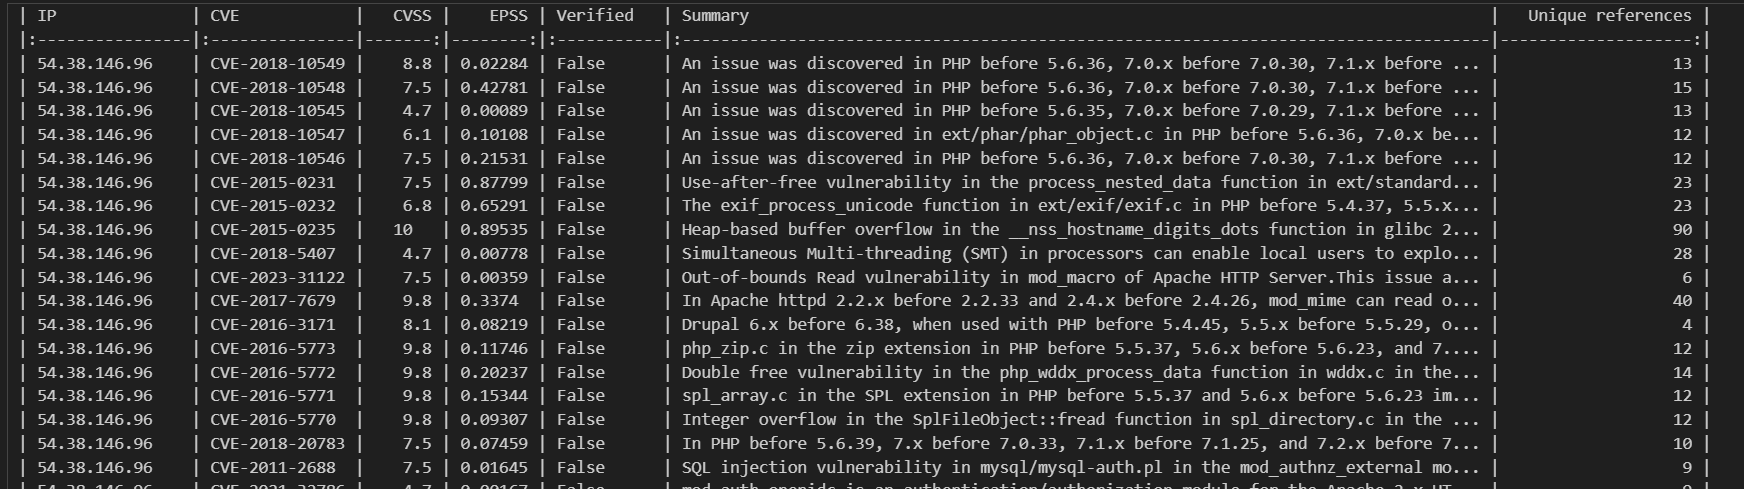 | IP | CVE | CVSS | EPSS | Verified | Summary | Unique references |
|:----------------|:---------------|-------:|--------:|:-----------|:------------------------------------------------------------------------------------|--------------------:|
| 54.38.146.96 | CVE-2018-10549 | 8.8 | 0.02284 | False | An issue was discovered in PHP before 5.6.36, 7.0.x before 7.0.30, 7.1.x before ... | 13 |
| 54.38.146.96 | CVE-2018-10548 | 7.5 | 0.42781 | False | An issue was discovered in PHP before 5.6.36, 7.0.x before 7.0.30, 7.1.x before ... | 15 |
| 54.38.146.96 | CVE-2018-10545 | 4.7 | 0.00089 | False | An issue was discovered in PHP before 5.6.35, 7.0.x before 7.0.29, 7.1.x before ... | 13 |
| 54.38.146.96 | CVE-2018-10547 | 6.1 | 0.10108 | False | An issue was discovered in ext/phar/phar_object.c in PHP before 5.6.36, 7.0.x be... | 12 |
| 54.38.146.96 | CVE-2018-10546 | 7.5 | 0.21531 | False | An issue was discovered in PHP before 5.6.36, 7.0.x before 7.0.30, 7.1.x before ... | 12 |
| 54.38.146.96 | CVE-2015-0231 | 7.5 | 0.87799 | False | Use-after-free vulnerability in the process_nested_data function in ext/standard... | 23 |
| 54.38.146.96 | CVE-2015-0232 | 6.8 | 0.65291 | False | The exif_process_unicode function in ext/exif/exif.c in PHP before 5.4.37, 5.5.x... | 23 |
| 54.38.146.96 | CVE-2015-0235 | 10 | 0.89535 | False | Heap-based buffer overflow in the __nss_hostname_digits_dots function in glibc 2... | 90 |
| 54.38.146.96 | CVE-2018-5407 | 4.7 | 0.00778 | False | Simultaneous Multi-threading (SMT) in processors can enable local users to explo... | 28 |
| 54.38.146.96 | CVE-2023-31122 | 7.5 | 0.00359 | False | Out-of-bounds Read vulnerability in mod_macro of Apache HTTP Server.This issue a... | 6 |
| 54.38.146.96 | CVE-2017-7679 | 9.8 | 0.3374 | False | In Apache httpd 2.2.x before 2.2.33 and 2.4.x before 2.4.26, mod_mime can read o... | 40 |
| 54.38.146.96 | CVE-2016-3171 | 8.1 | 0.08219 | False | Drupal 6.x before 6.38, when used with PHP before 5.4.45, 5.5.x before 5.5.29, o... | 4 |
| 54.38.146.96 | CVE-2016-5773 | 9.8 | 0.11746 | False | php_zip.c in the zip extension in PHP before 5.5.37, 5.6.x before 5.6.23, and 7.... | 12 |
| 54.38.146.96 | CVE-2016-5772 | 9.8 | 0.20237 | False | Double free vulnerability in the php_wddx_process_data function in wddx.c in the... | 14 |
| 54.38.146.96 | CVE-2016-5771 | 9.8 | 0.15344 | False | spl_array.c in the SPL extension in PHP before 5.5.37 and 5.6.x before 5.6.23 im... | 12 |
| 54.38.146.96 | CVE-2016-5770 | 9.8 | 0.09307 | False | Integer overflow in the SplFileObject::fread function in spl_directory.c in the ... | 12 |
| 54.38.146.96 | CVE-2018-20783 | 7.5 | 0.07459 | False | In PHP before 5.6.39, 7.x before 7.0.33, 7.1.x before 7.1.25, and 7.2.x before 7... | 10 |
| 54.38.146.96 | CVE-2011-2688 | 7.5 | 0.01645 | False | SQL injection vulnerability in mysql/mysql-auth.pl in the mod_authnz_external mo... | 9 |